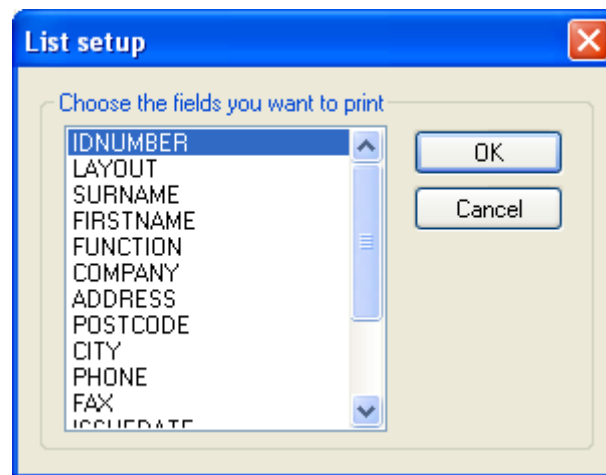 List setup
Choose the fields you want to print
IDNUMBER
LAYOUT
SURNAME
FIRSTNAME
FUNCTION
COMPANY
ADDRESS
POSTCODE
CITY
PHONE
FAX
ISSUEDATE
OK
Cancel